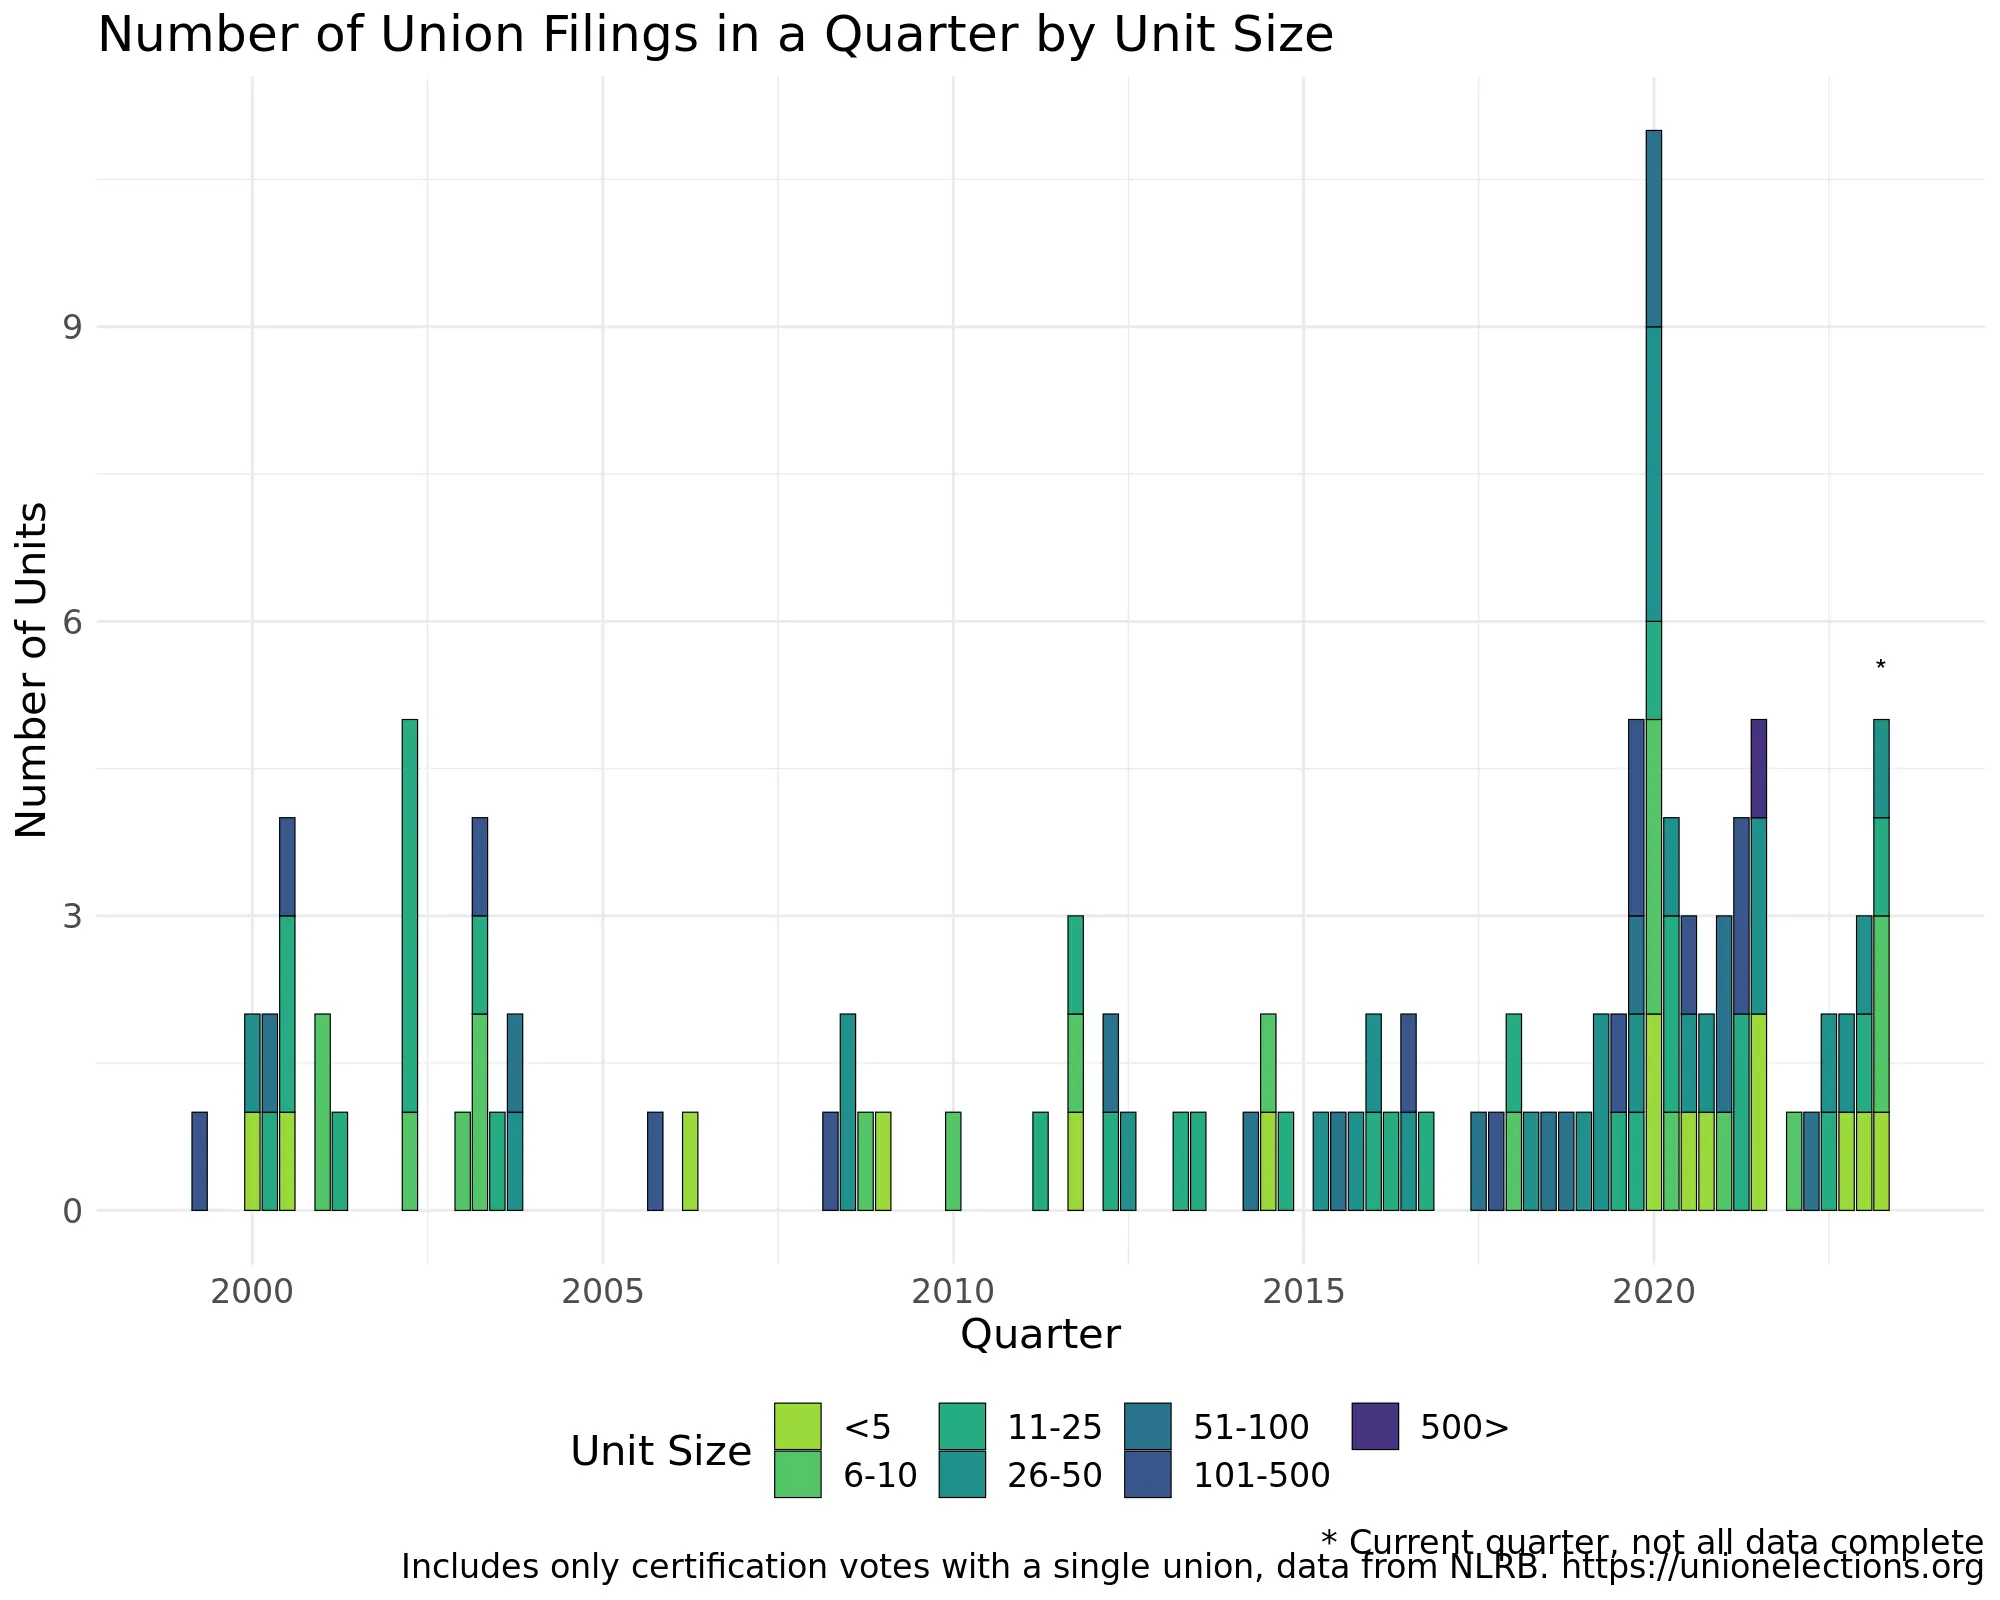 Number of Union Filings in a Quarter by Unit Size
Number of Units
9
6
3
0
*
2000 2005 2010 2015 2020
Quarter
Unit Size
<5 11-25 51-100 500>
6-10 26-50 101-500
* Current quarter, not all data complete
Includes only certification votes with a single union, data from NLRB. https://unionelections.org